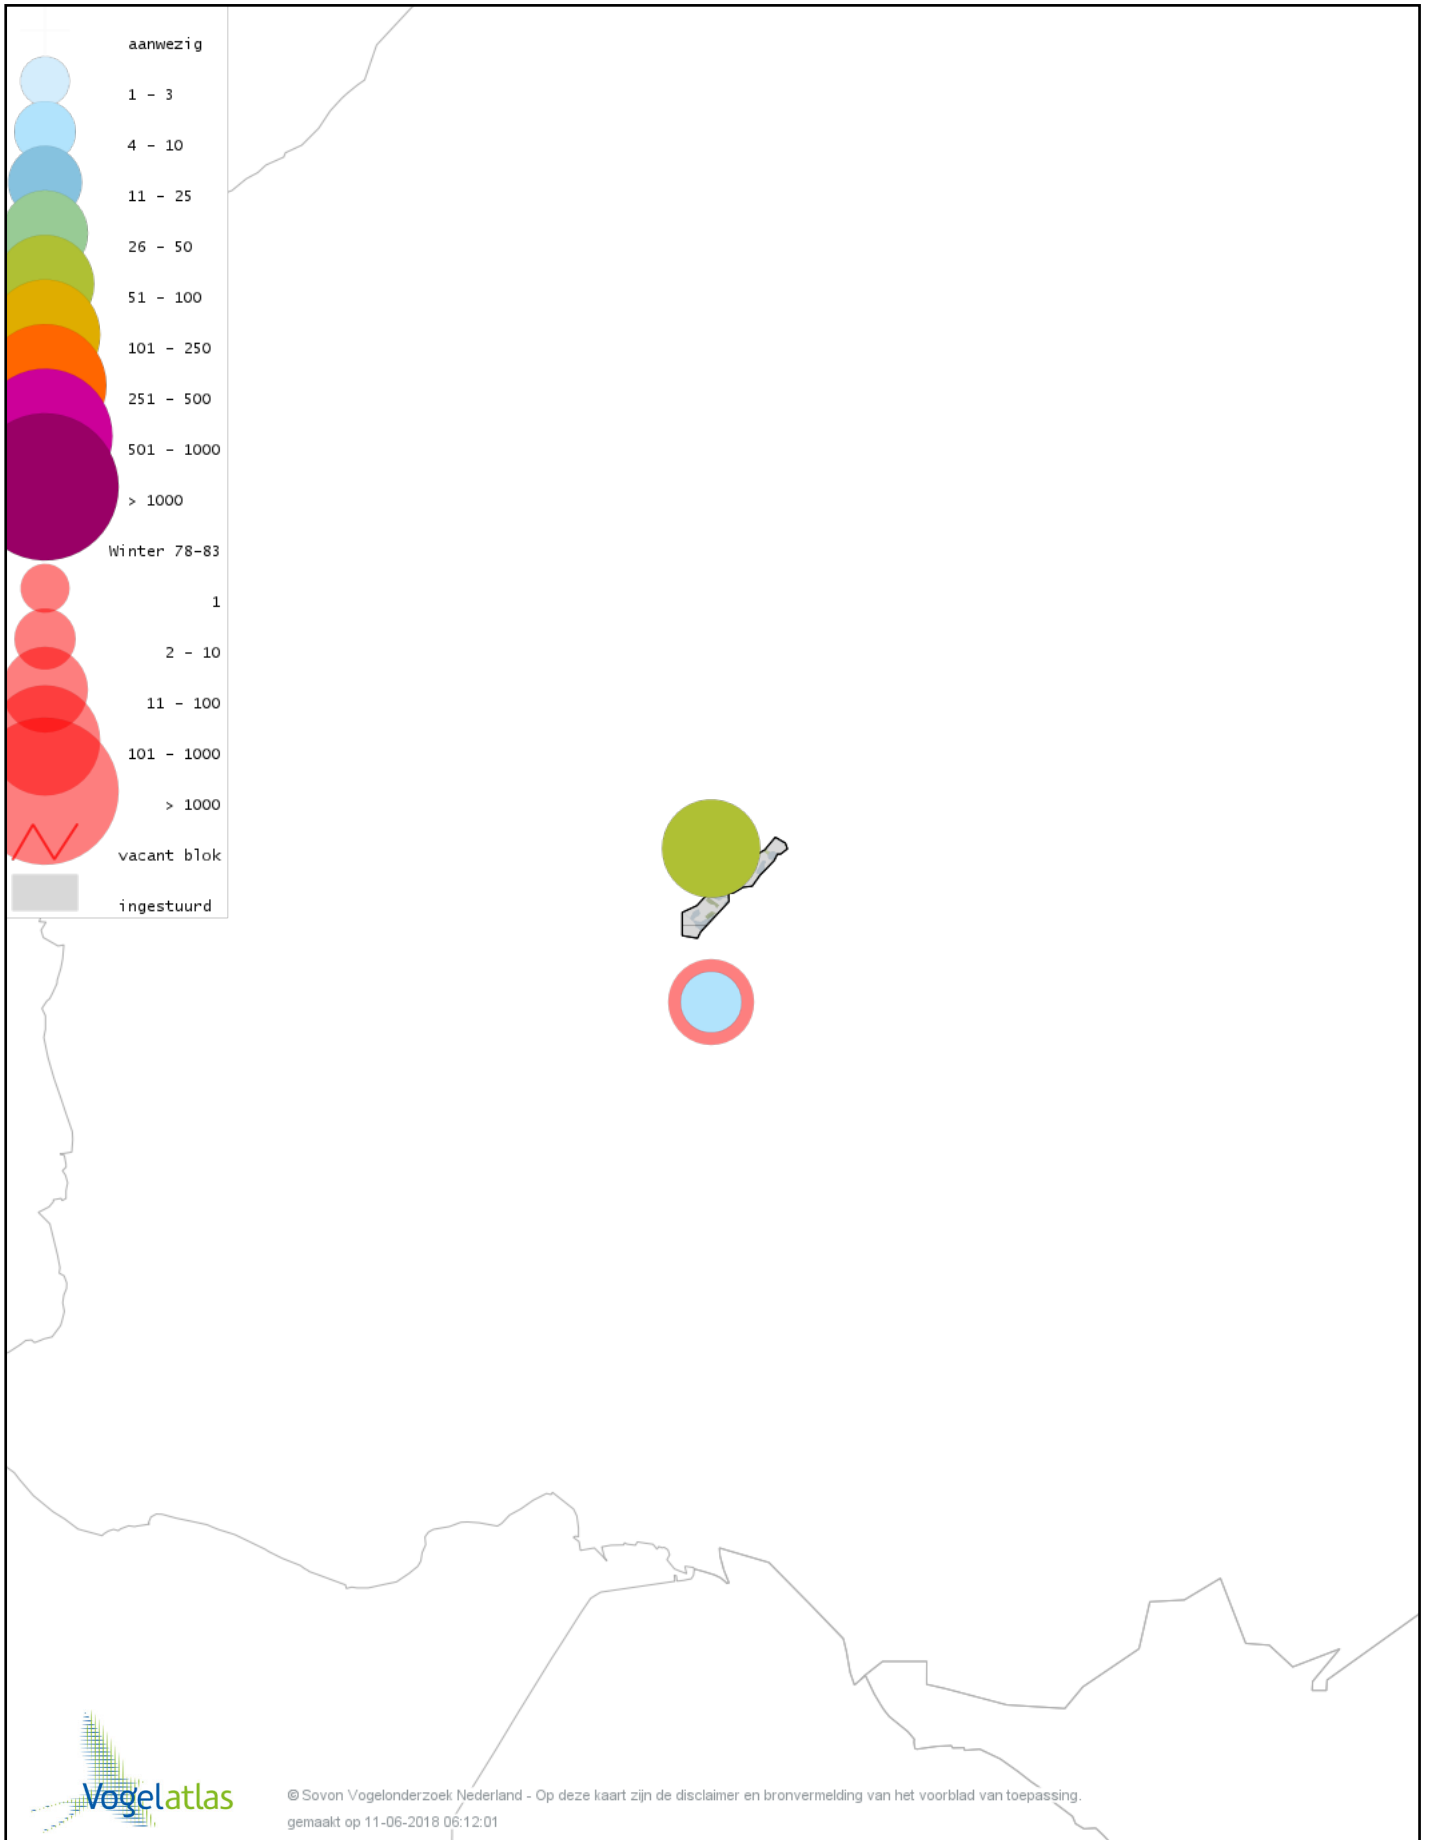 aanwezig
1 - 3
4 - 10
11 - 25
26 - 50
51 - 100
101 - 250
251 - 500
501 - 1000
> 1000
Winter 78-83
1
2 - 10
11 - 100
101 - 1000
> 1000
vacant blok
ingestuurd
Vogelatlas
© Sovon Vogelonderzoek Nederland - Op deze kaart zijn de disclaimer en bronvermelding van het voorblad van toepassing.
gemaakt op 11-06-2018 06:12:01